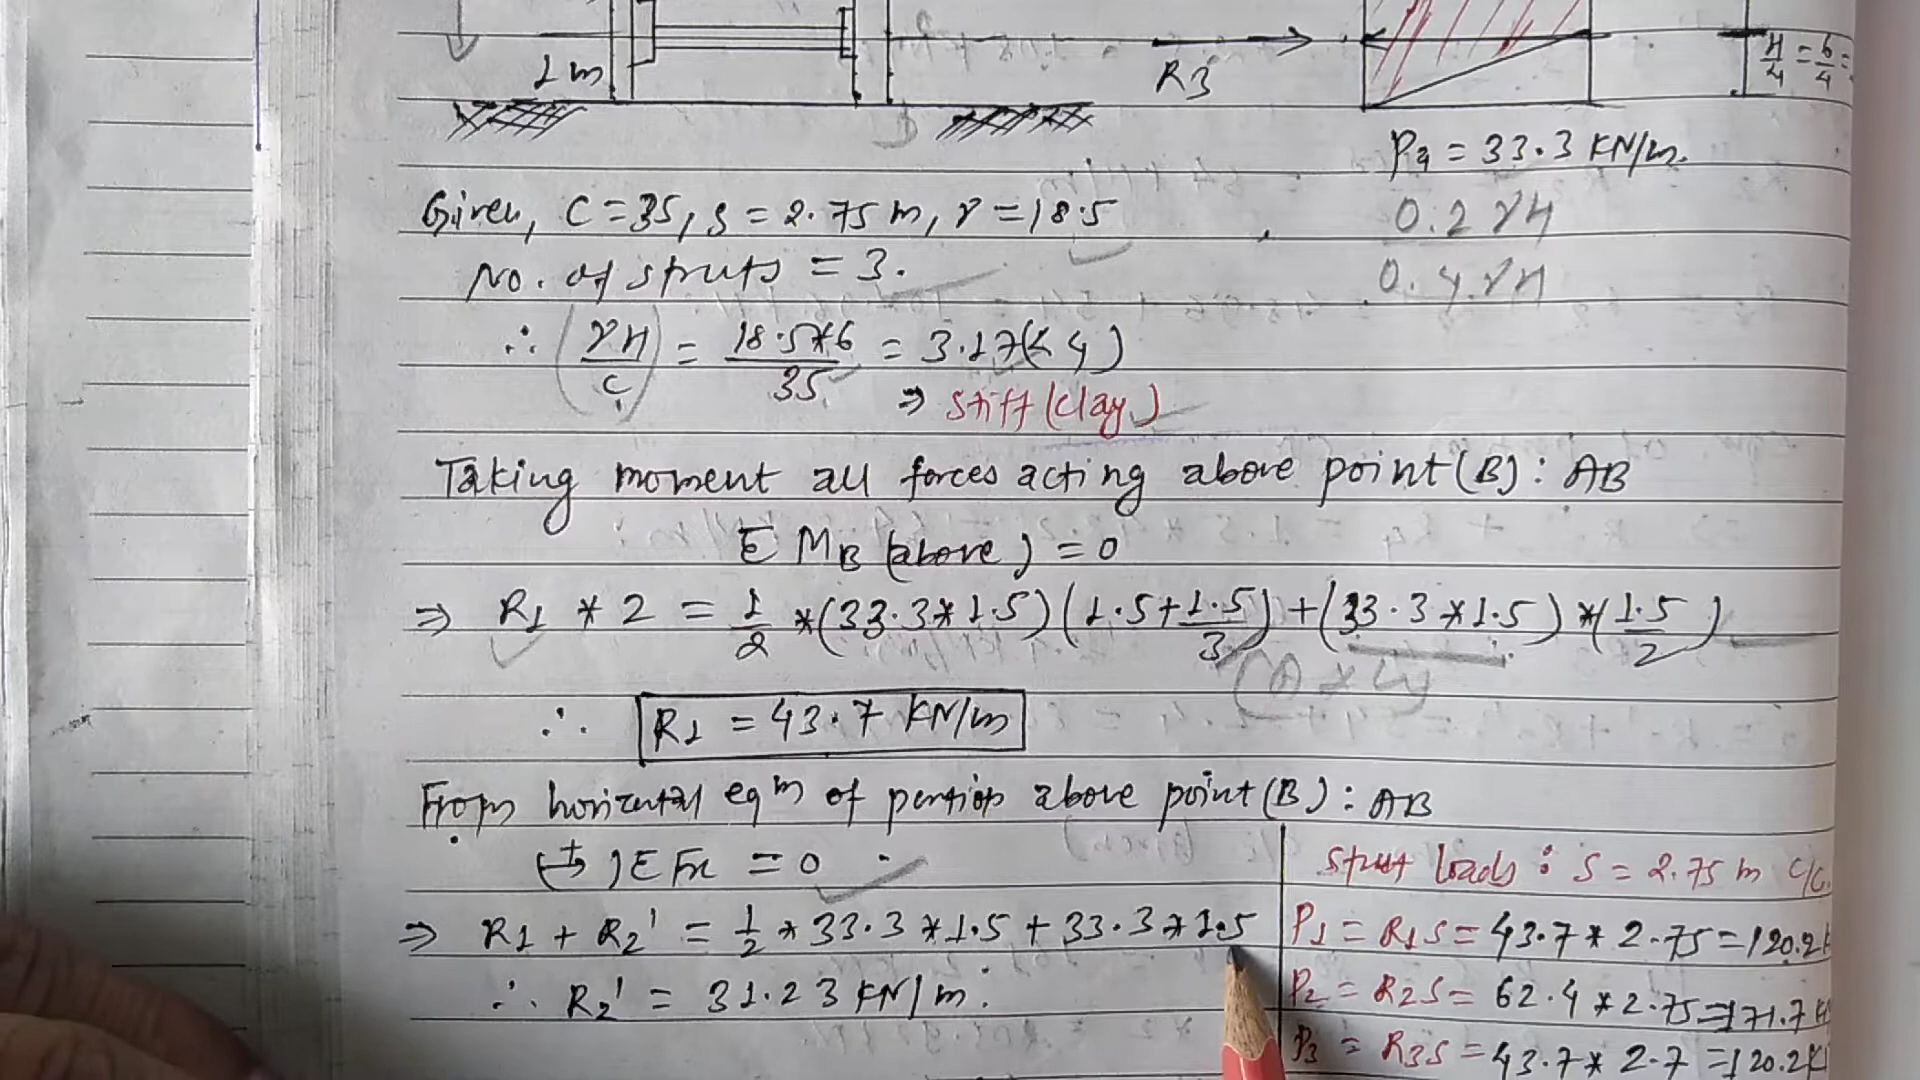 1m
R3
H/4 = 6/4 =
Pa = 33.3 KN/m.
0.2 γH
0.4 γH
Given, C = 35, S = 2.75 m, γ = 18.5
No. of struts = 3.
∴ (γH/C) = 18.5*6/35 = 3.17 (< 4)
⇒ stiff (clay)
Taking moment all forces acting above point (B): AB
Σ MB (above) = 0
⇒ R1 * 2 = 1/2 * (33.3 * 1.5) (1.5 + 1.5/3) + (33.3 * 1.5) * (1.5/2)
∴ R1 = 43.7 KN/m
From horizontal eqm of portion above point (B): AB
(+→) Σ Fx = 0
⇒ R1 + R2' = 1/2 * 33.3 * 1.5 + 33.3 * 1.5
∴ R2' = 31.23 KN/m.
strut loads: S = 2.75 m c/c.
P1 = R1S = 43.7 * 2.75 = 120.2 K
P2 = R2S = 62.4 * 2.75 = 171.7 K
P3 = R3S = 43.7 * 2.7 = 120.2 K